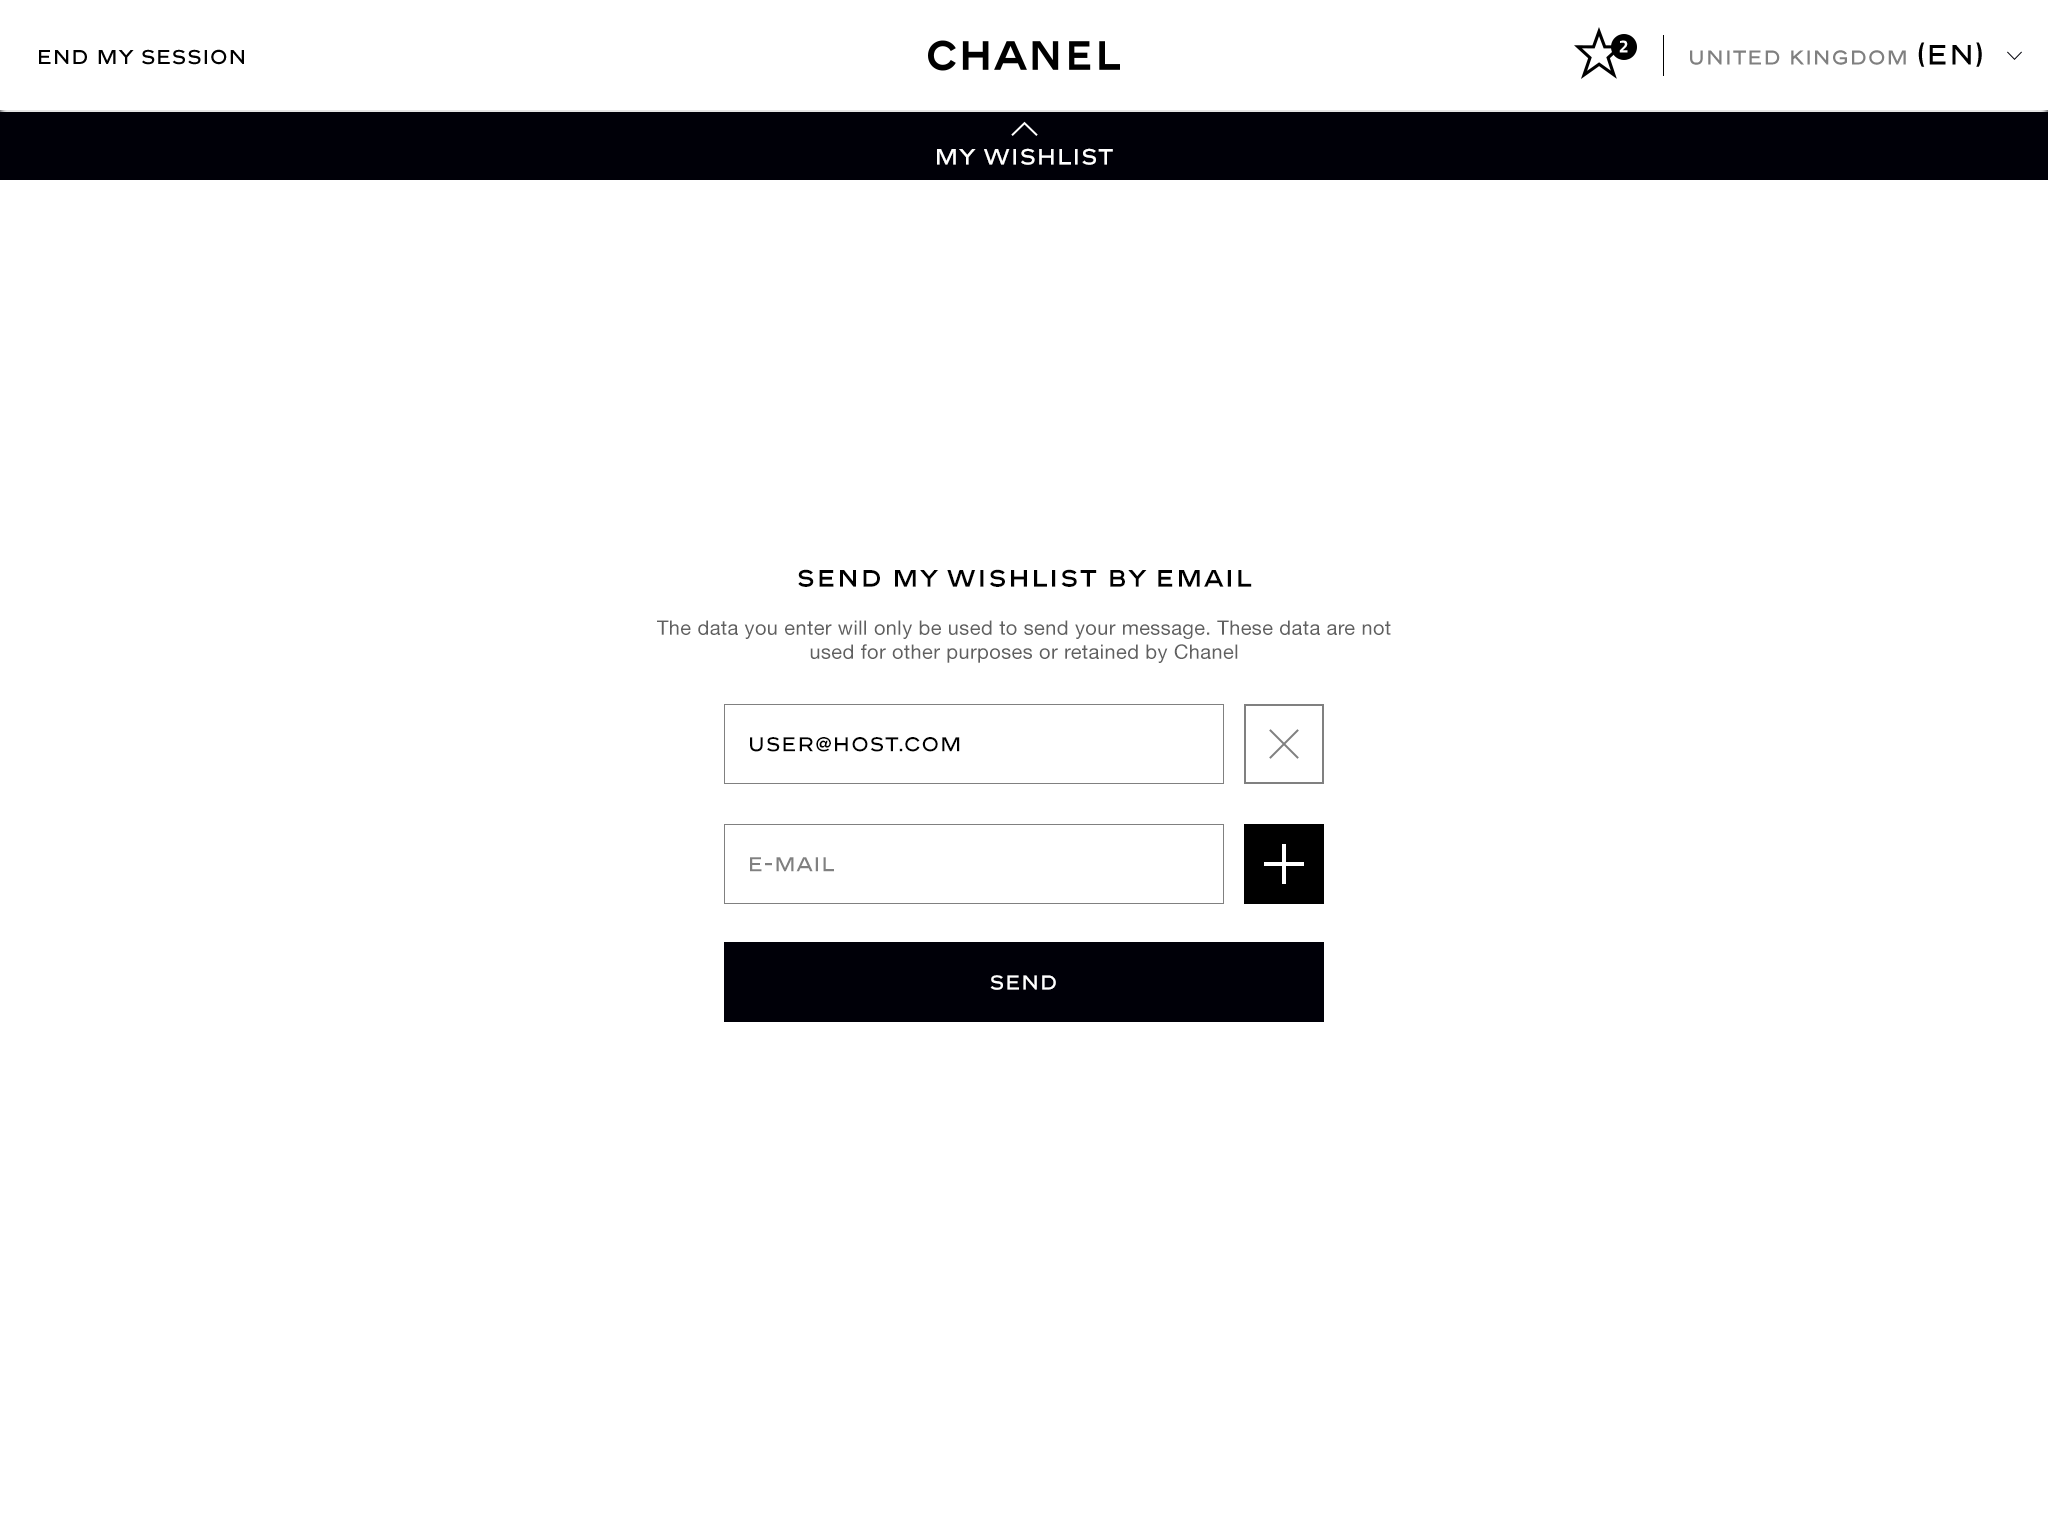 END MY SESSION
CHANEL
2
UNITED KINGDOM (EN)
MY WISHLIST
SEND MY WISHLIST BY EMAIL
The data you enter will only be used to send your message. These data are not
used for other purposes or retained by Chanel
USER@HOST.COM
E-MAIL
SEND